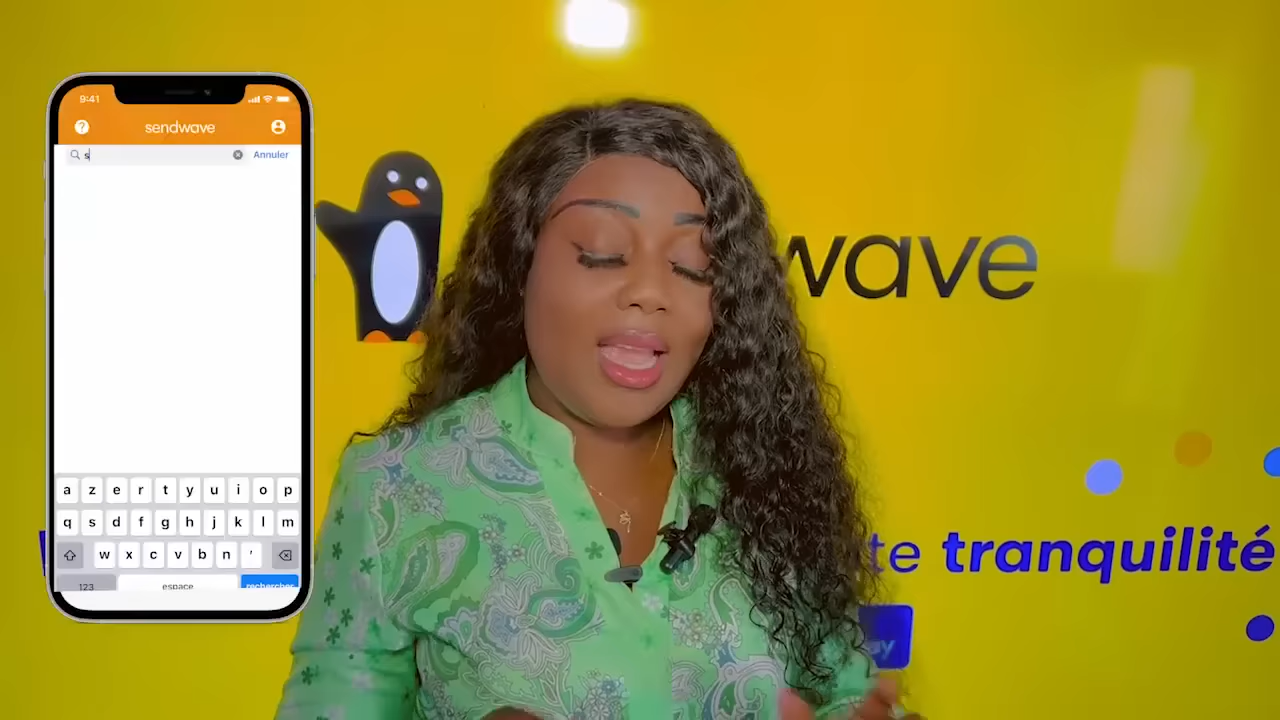 9:41
sendwave
s
Annuler
a z e r t y u i o p
q s d f g h j k l m
w x c v b n '
123 espace rechercher
wave
te tranquilité